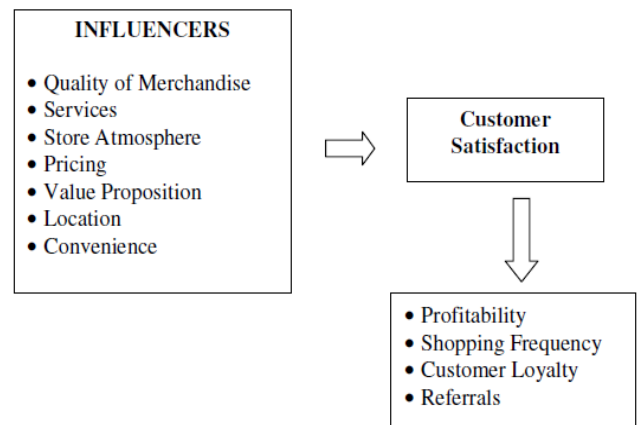 INFLUENCERS
• Quality of Merchandise
• Services
• Store Atmosphere
• Pricing
• Value Proposition
• Location
• Convenience
Customer
Satisfaction
• Profitability
• Shopping Frequency
• Customer Loyalty
• Referrals